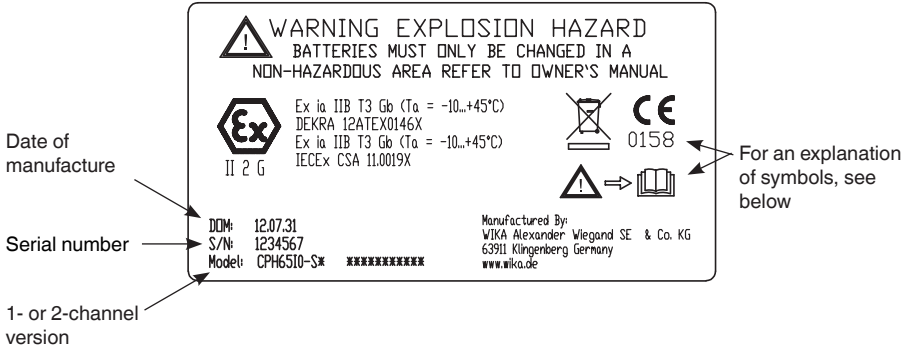 WARNING EXPLOSION HAZARD
BATTERIES MUST ONLY BE CHANGED IN A
NON-HAZARDOUS AREA REFER TO OWNER'S MANUAL
Ex
II 2 G
Ex ia IIB T3 Gb (Ta = -10...+45°C)
DEKRA 12ATEX0146X
Ex ia IIB T3 Gb (Ta = -10...+45°C)
IECEx CSA 11.0019X
CE
0158
Date of
manufacture
For an explanation
of symbols, see
below
DOM: 12.07.31
Serial number
S/N: 1234567
Model: CPH65I0-S* ***********
Manufactured By:
WIKA Alexander Wiegand SE & Co. KG
63911 Klingenberg Germany
www.wika.de
1- or 2-channel
version